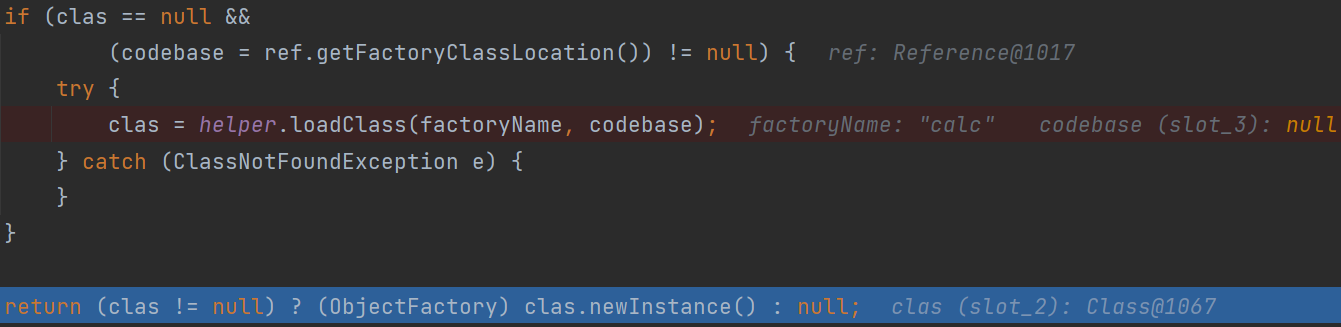 if (clas == null &&
(codebase = ref.getFactoryClassLocation()) != null) { ref: Reference@1017
try {
clas = helper.loadClass(factoryName, codebase); factoryName: "calc" codebase (slot_3): null
} catch (ClassNotFoundException e) {
}
}
return (clas != null) ? (ObjectFactory) clas.newInstance() : null; clas (slot_2): Class@1067